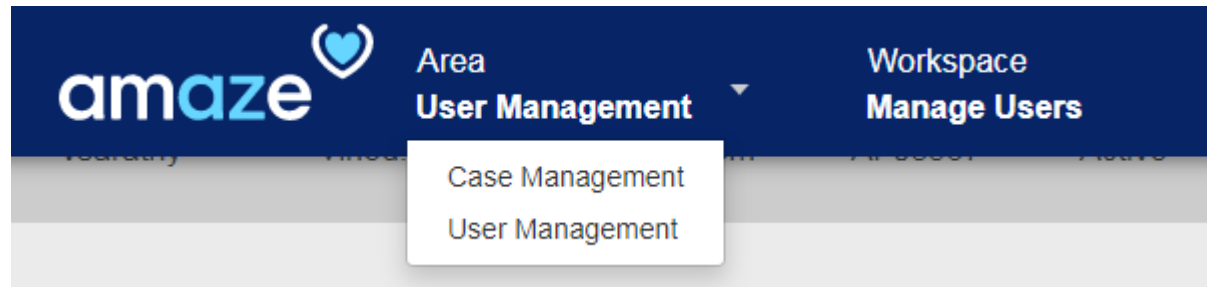 amaze
Area
User Management
Workspace
Manage Users
Case Management
User Management